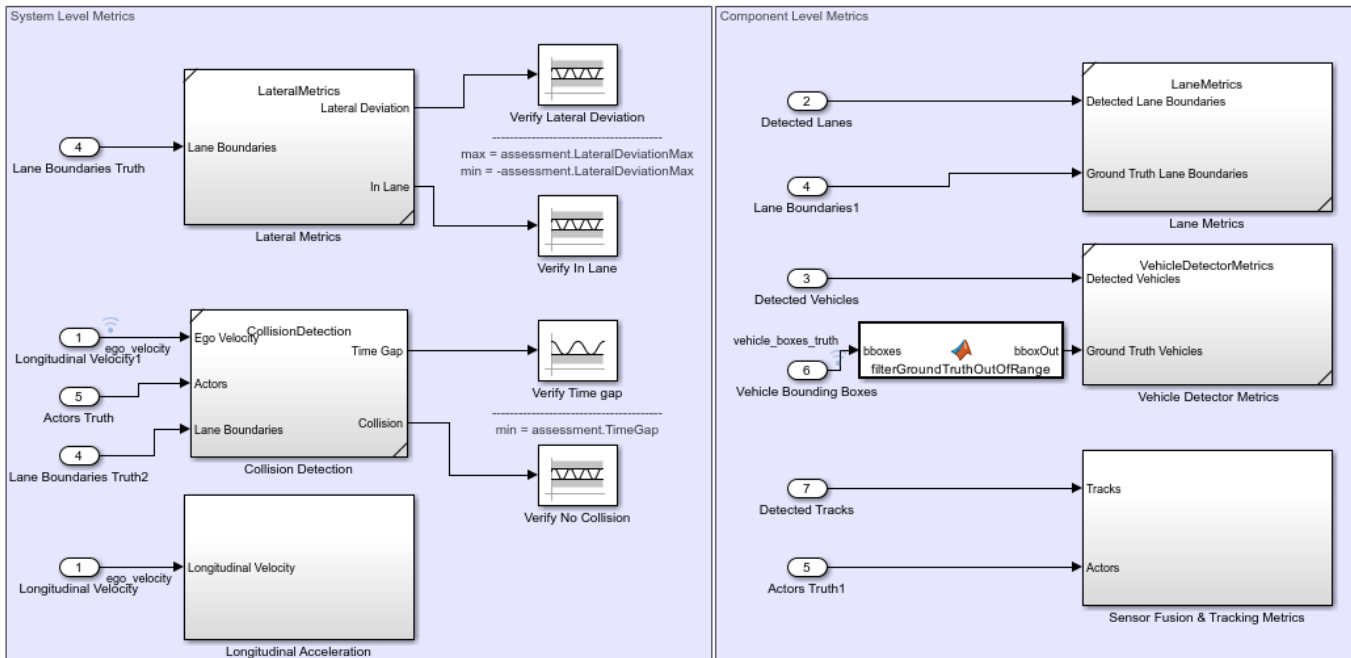 System Level Metrics
LateralMetrics
Lateral Deviation
4
Lane Boundaries
Lane Boundaries Truth
In Lane
Lateral Metrics
Verify Lateral Deviation
---------------------------------------
max = assessment.LateralDeviationMax
min = -assessment.LateralDeviationMax
Verify In Lane
1
ego_velocity
Longitudinal Velocity1
CollisionDetection
Ego Velocity
Time Gap
5
Actors
Actors Truth
4
Lane Boundaries
Collision
Lane Boundaries Truth2
Collision Detection
Verify Time gap
---------------------------------------
min = assessment.TimeGap
Verify No Collision
1
ego_velocity
Longitudinal Velocity
Longitudinal Velocity
Longitudinal Acceleration
Component Level Metrics
2
Detected Lanes
LaneMetrics
Detected Lane Boundaries
4
Lane Boundaries1
Ground Truth Lane Boundaries
Lane Metrics
3
Detected Vehicles
VehicleDetectorMetrics
Detected Vehicles
vehicle_boxes_truth
6
Vehicle Bounding Boxes
bboxes
bboxOut
filterGroundTruthOutOfRange
Ground Truth Vehicles
Vehicle Detector Metrics
7
Detected Tracks
Tracks
5
Actors Truth1
Actors
Sensor Fusion & Tracking Metrics